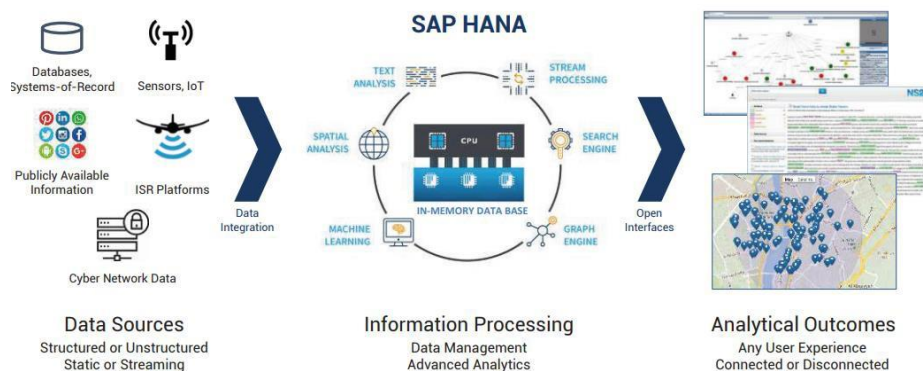 SAP HANA
Databases,
Systems-of-Record
Sensors, IoT
Publicly Available
Information
ISR Platforms
Cyber Network Data
Data
Integration
TEXT
ANALYSIS
STREAM
PROCESSING
SPATIAL
ANALYSIS
CPU
SEARCH
ENGINE
IN-MEMORY DATA BASE
MACHINE
LEARNING
GRAPH
ENGINE
Open
Interfaces
NS2
Data Sources
Structured or Unstructured
Static or Streaming
Information Processing
Data Management
Advanced Analytics
Analytical Outcomes
Any User Experience
Connected or Disconnected